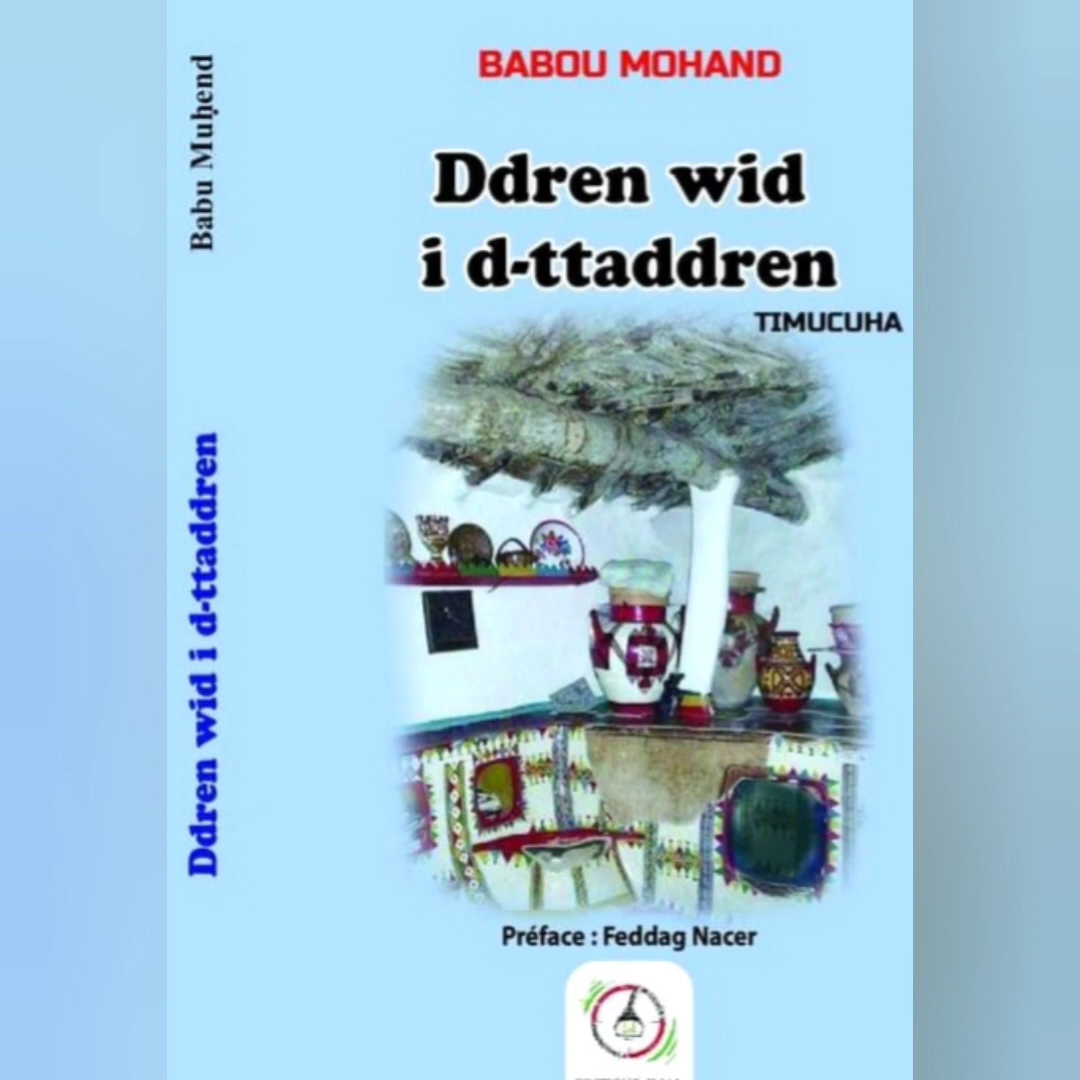 Babu Muḥend
Ddren wid i d-ttaddren
BABOU MOHAND
Ddren wid
i d-ttaddren
TIMUCUHA
Préface : Feddag Nacer